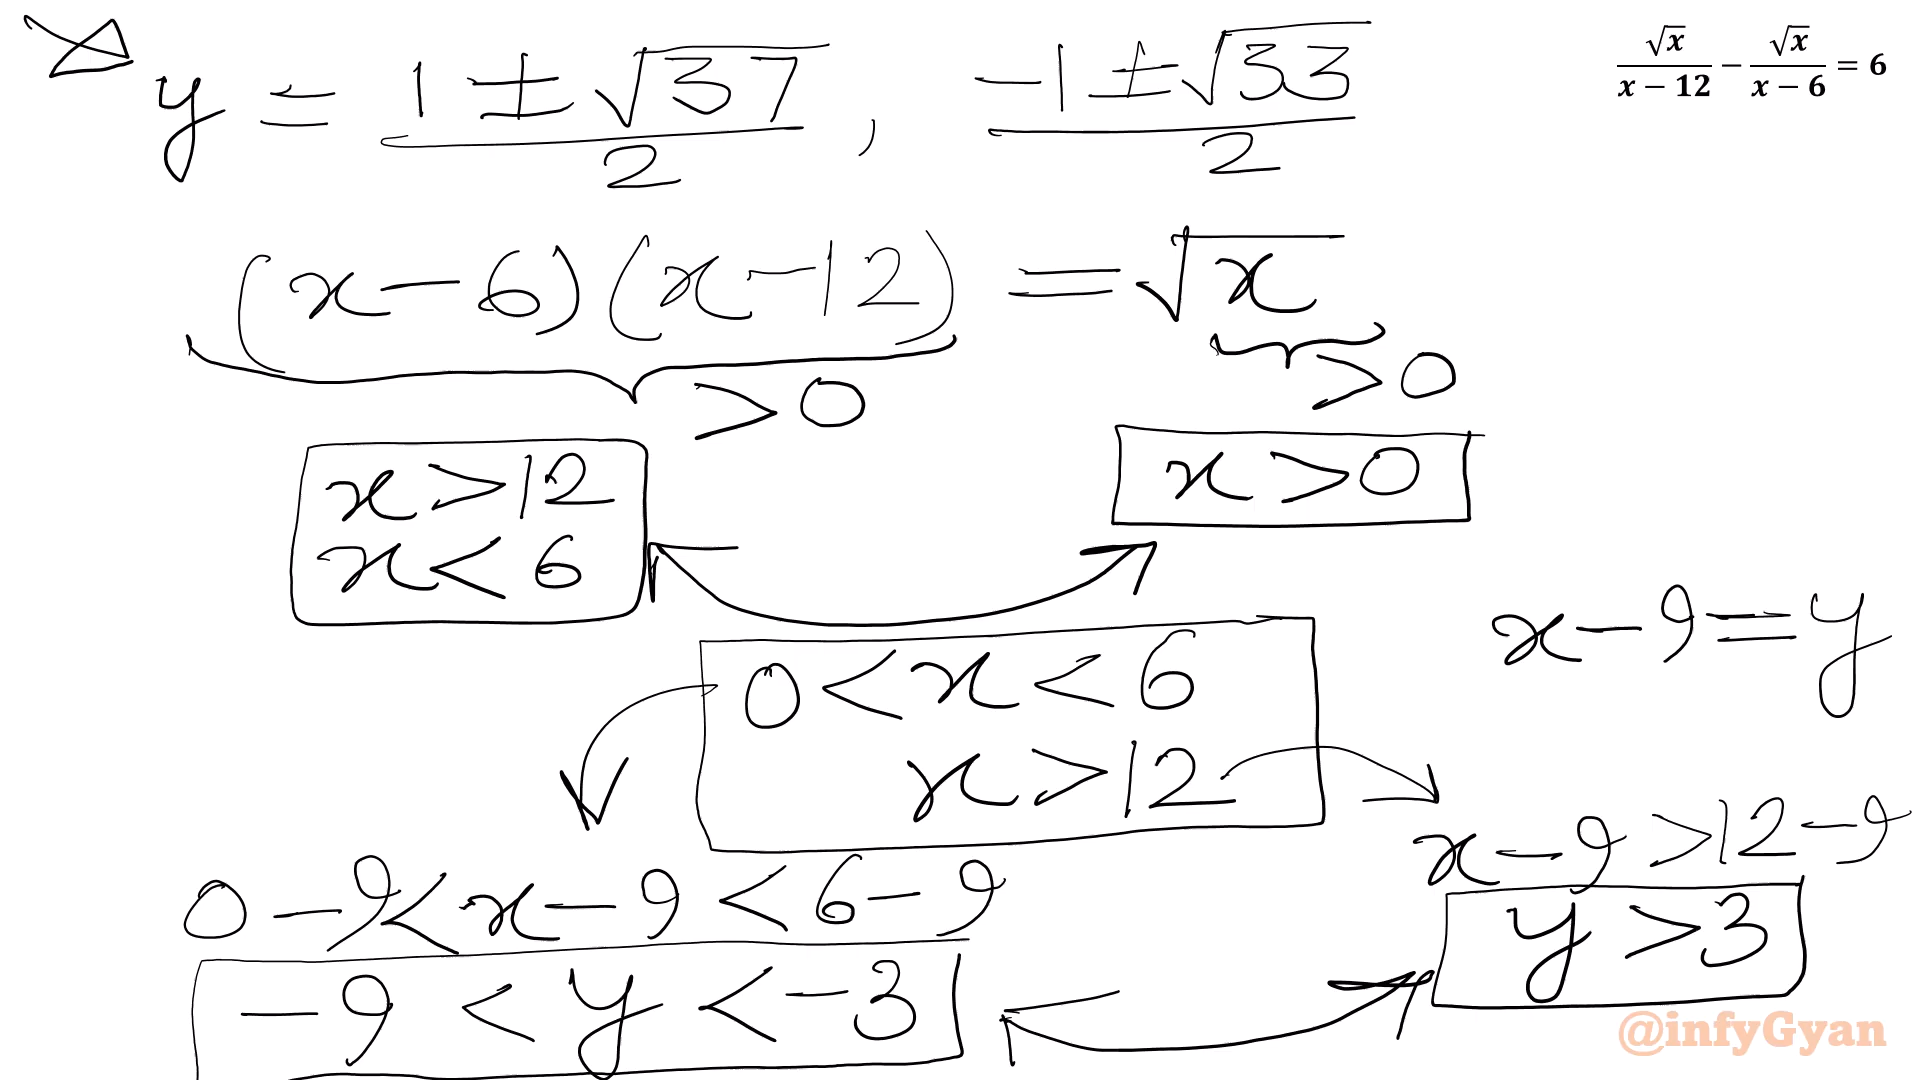 y = (1 ± √37)/2 , (-1 ± √33)/2
√x/(x − 12) − √x/(x − 6) = 6
(x - 6)(x - 12) = √x
> 0
> 0
x > 12
x < 6
x > 0
x - 9 = y
0 < x < 6
x > 12
x - 9 > 12 - 9
y > 3
0 - 9 < x - 9 < 6 - 9
-9 < y < -3
@infyGyan